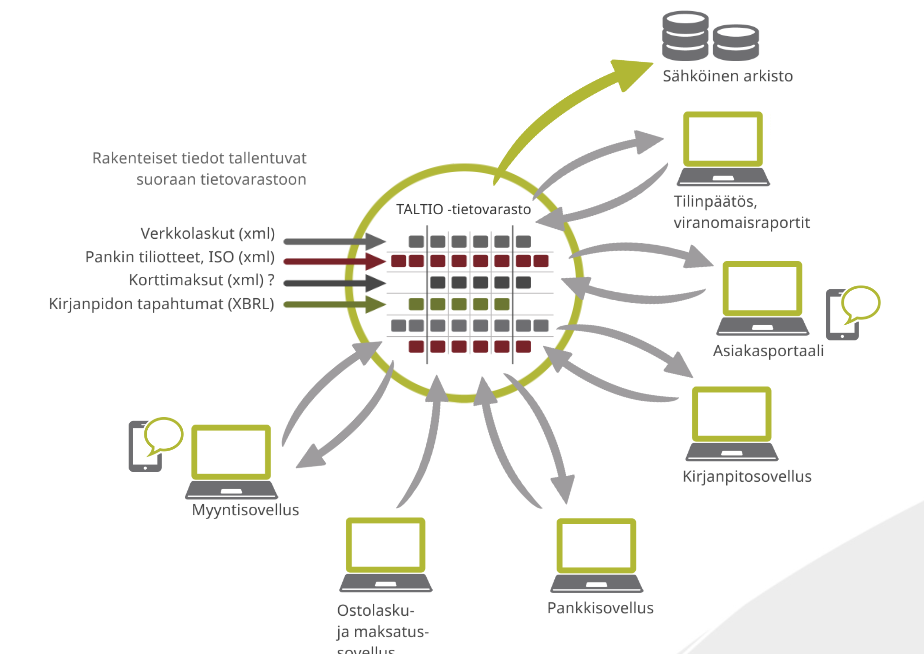 Sähköinen arkisto
Rakenteiset tiedot tallentuvat
suoraan tietovarastoon
TALTIO -tietovarasto
Tilinpäätös,
viranomaisraportit
Verkkolaskut (xml)
Pankin tiliotteet, ISO (xml)
Korttimaksut (xml) ?
Kirjanpidon tapahtumat (XBRL)
Asiakasportaali
Kirjanpitosovellus
Myyntisovellus
Ostolasku-
ja maksatus-
sovellus
Pankkisovellus